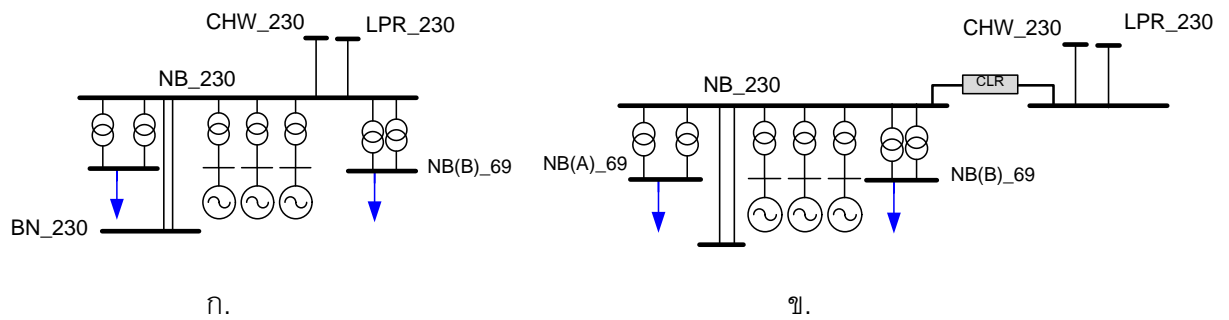 CHW_230
LPR_230
NB_230
NB(B)_69
BN_230
ก.
CHW_230
LPR_230
CLR
NB_230
NB(A)_69
NB(B)_69
ข.